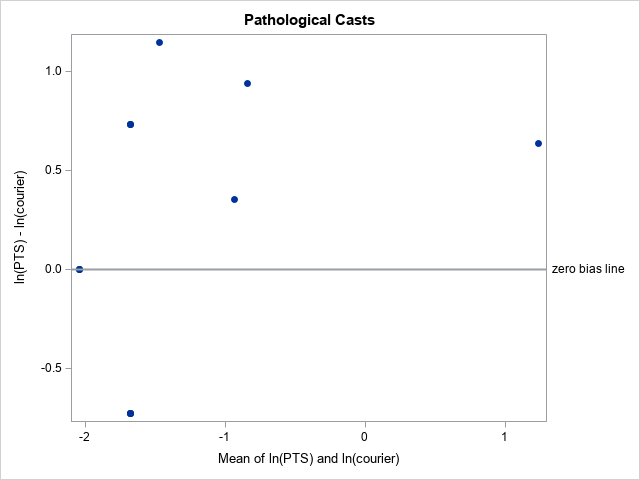 Pathological Casts
1.0
0.5
0.0
-0.5
ln(PTS) - ln(courier)
zero bias line
-2
-1
0
1
Mean of ln(PTS) and ln(courier)